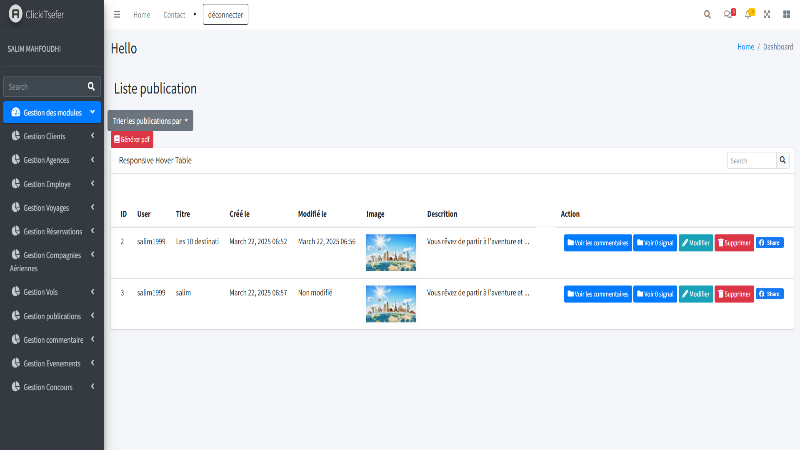 ClickiTsefer
Home Contact • déconnecter
SALIM MAHFOUDHI
Search
Gestion des modules
Gestion Clients
Gestion Agences
Gestion Employe
Gestion Voyages
Gestion Réservations
Gestion Compagnies
Aériennes
Gestion Vols
Gestion publications
Gestion commentaire
Gestion Evenements
Gestion Concours
Hello
Home / Dashboard
Liste publication
Trier les publications par
Générer pdf
Responsive Hover Table
Search
ID User Titre Créé le Modifié le Image Descrition Action
2 salim1999 Les 10 destinati March 22, 2025 06:52 March 22, 2025 06:56 Vous rêvez de partir à l'aventure et ... Voir les commentaires Voir 0 signal Modifier Supprimer Share
3 salim1999 salim March 22, 2025 06:57 Non modifié Vous rêvez de partir à l'aventure et ... Voir les commentaires Voir 0 signal Modifier Supprimer Share